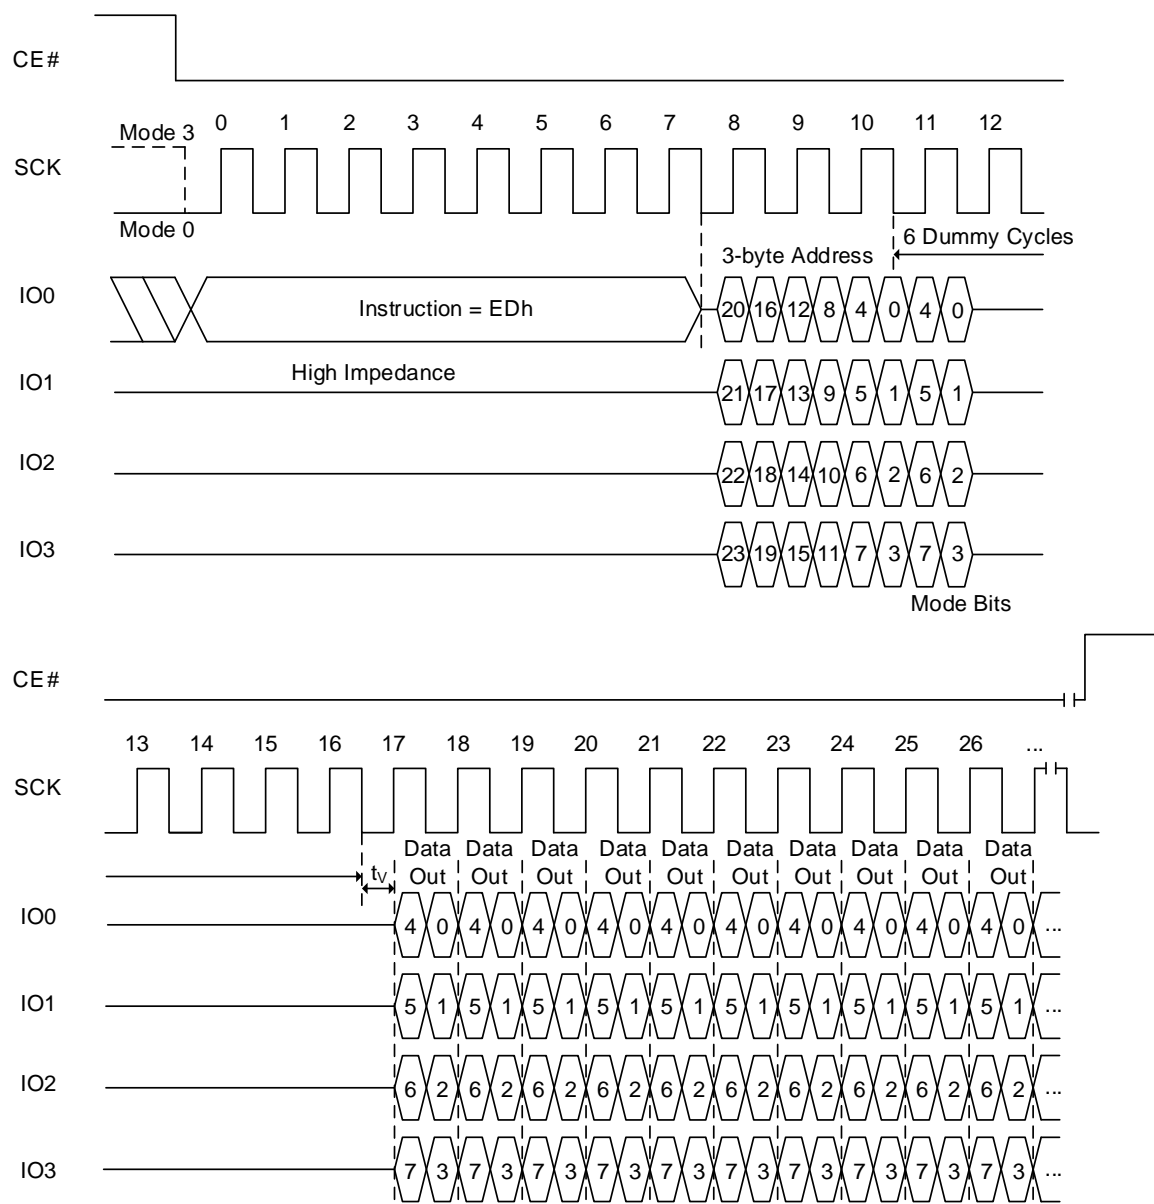 CE#
0 1 2 3 4 5 6 7 8 9 10 11 12
Mode 3
SCK
Mode 0
6 Dummy Cycles
3-byte Address
IO0
Instruction = EDh
20 16 12 8 4 0 4 0
High Impedance
IO1
21 17 13 9 5 1 5 1
IO2
22 18 14 10 6 2 6 2
IO3
23 19 15 11 7 3 7 3
Mode Bits
CE#
13 14 15 16 17 18 19 20 21 22 23 24 25 26 ...
SCK
Data Data Data Data Data Data Data Data Data Data
tV Out Out Out Out Out Out Out Out Out Out
IO0
4 0 4 0 4 0 4 0 4 0 4 0 4 0 4 0 4 0 4 0 ...
IO1
5 1 5 1 5 1 5 1 5 1 5 1 5 1 5 1 5 1 5 1 ...
IO2
6 2 6 2 6 2 6 2 6 2 6 2 6 2 6 2 6 2 6 2 ...
IO3
7 3 7 3 7 3 7 3 7 3 7 3 7 3 7 3 7 3 7 3 ...